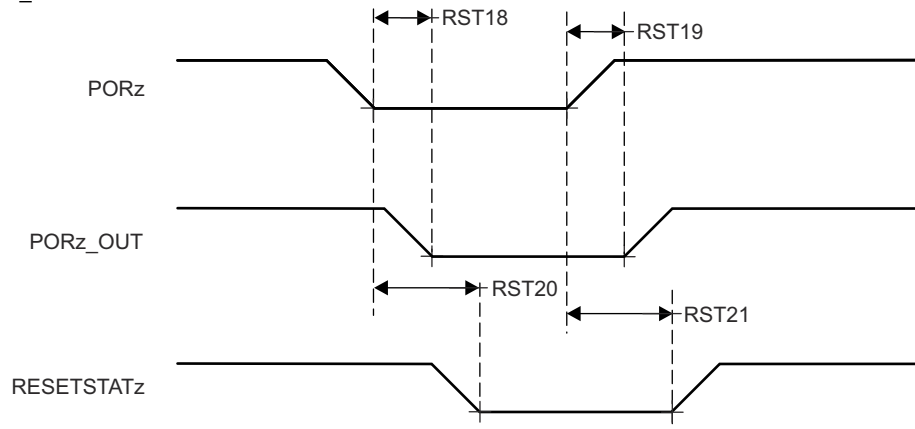 RST18
RST19
PORz
PORz_OUT
RST20
RST21
RESETSTATz